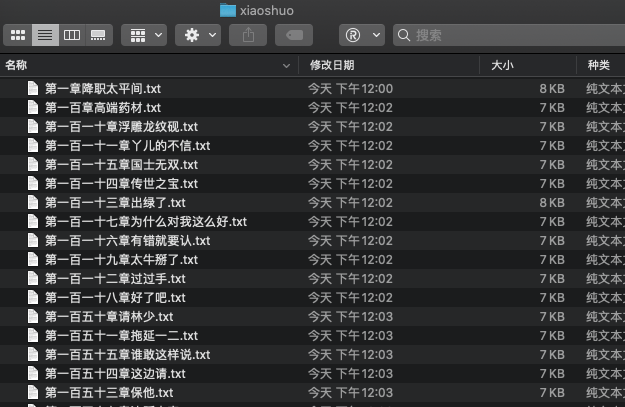 xiaoshuo
搜索
名称 修改日期 大小 种类
第一章降职太平间.txt 今天 下午12:00 8 KB 纯文本
第一百章高端药材.txt 今天 下午12:02 7 KB 纯文本
第一百一十章浮雕龙纹砚.txt 今天 下午12:02 7 KB 纯文本
第一百一十一章丫儿的不信.txt 今天 下午12:02 7 KB 纯文本
第一百一十五章国士无双.txt 今天 下午12:02 7 KB 纯文本
第一百一十四章传世之宝.txt 今天 下午12:02 7 KB 纯文本
第一百一十三章出绿了.txt 今天 下午12:02 8 KB 纯文本
第一百一十七章为什么对我这么好.txt 今天 下午12:02 7 KB 纯文本
第一百一十六章有错就要认.txt 今天 下午12:02 7 KB 纯文本
第一百一十九章太牛掰了.txt 今天 下午12:02 7 KB 纯文本
第一百一十二章过过手.txt 今天 下午12:02 7 KB 纯文本
第一百一十八章好了吧.txt 今天 下午12:02 7 KB 纯文本
第一百五十章请林少.txt 今天 下午12:03 7 KB 纯文本
第一百五十一章拖延一二.txt 今天 下午12:03 7 KB 纯文本
第一百五十五章谁敢这样说.txt 今天 下午12:03 7 KB 纯文本
第一百五十四章这边请.txt 今天 下午12:03 7 KB 纯文本
第一百五十三章保他.txt 今天 下午12:03 7 KB 纯文本